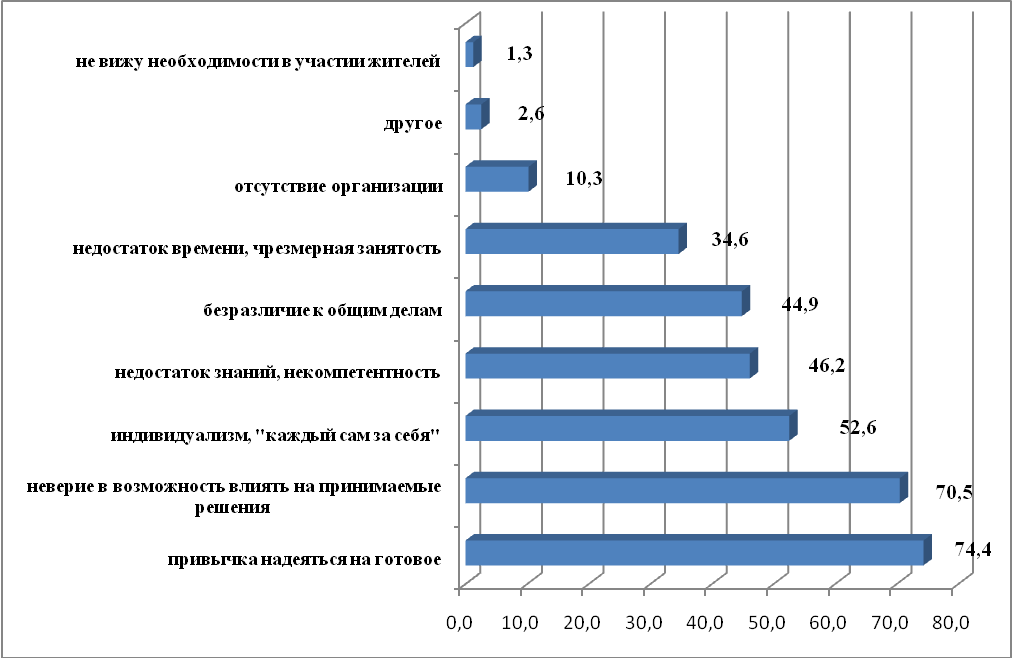 не вижу необходимости в участии жителей
1,3
другое
2,6
отсутствие организации
10,3
недостаток времени, чрезмерная занятость
34,6
безразличие к общим делам
44,9
недостаток знаний, некомпетентность
46,2
индивидуализм, "каждый сам за себя"
52,6
неверие в возможность влиять на принимаемые
решения
70,5
привычка надеяться на готовое
74,4
0,0 10,0 20,0 30,0 40,0 50,0 60,0 70,0 80,0